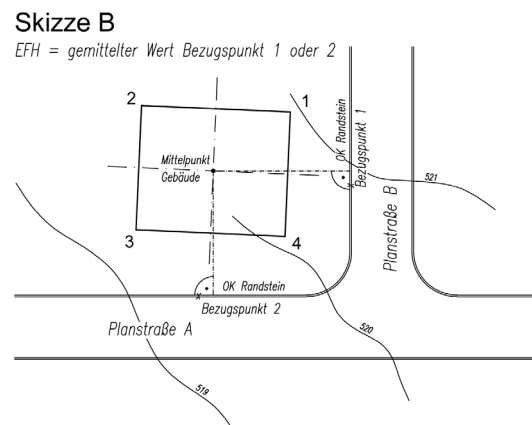 Skizze B
EFH = gemittelter Wert Bezugspunkt 1 oder 2
2
1
OK Randstein
Bezugspunkt 1
Mittelpunkt
Gebäude
521
Planstraße B
3
4
OK Randstein
Bezugspunkt 2
Planstraße A
520
519